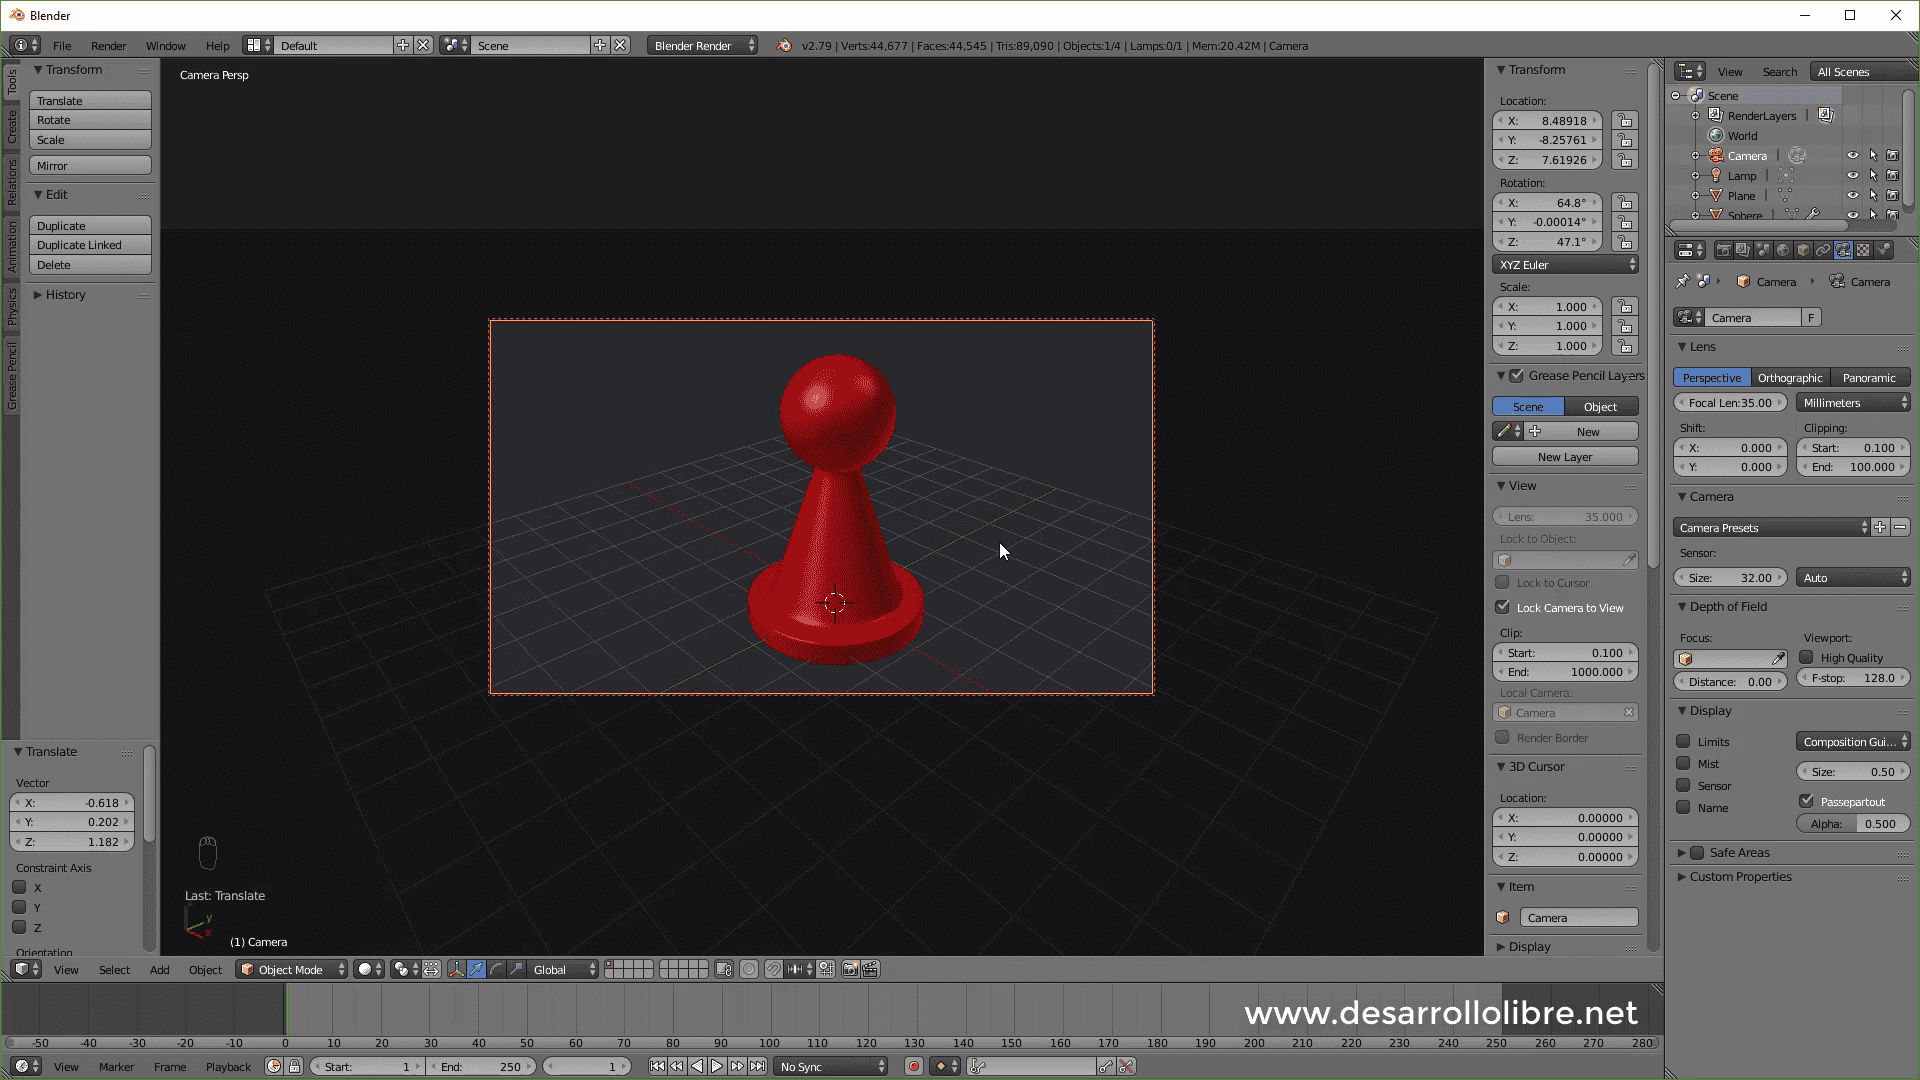 Blender
File Render Window Help Default Scene Blender Render v2.79 | Verts:44,677 | Faces:44,545 | Tris:89,090 | Objects:1/4 | Lamps:0/1 | Mem:20.42M | Camera
Tools
Create
Relations
Animation
Physics
Grease Pencil
Transform
Translate
Rotate
Scale
Mirror
Edit
Duplicate
Duplicate Linked
Delete
History
Translate
Vector
X: -0.618
Y: 0.202
Z: 1.182
Constraint Axis
X
Y
Z
Orientation
Camera Persp
Last: Translate
y
x
(1) Camera
Transform
Location:
X: 8.48918
Y: -8.25761
Z: 7.61926
Rotation:
X: 64.8°
Y: -0.00014°
Z: 47.1°
XYZ Euler
Scale:
X: 1.000
Y: 1.000
Z: 1.000
Grease Pencil Layers
Scene Object
New
New Layer
View
Lens: 35.000
Lock to Object:
Lock to Cursor
Lock Camera to View
Clip:
Start: 0.100
End: 1000.000
Local Camera:
Camera
Render Border
3D Cursor
Location:
X: 0.00000
Y: 0.00000
Z: 0.00000
Item
Camera
Display
View Search All Scenes
Scene
RenderLayers |
World
Camera |
Lamp |
Plane |
Sphere |
Camera Camera
Camera F
Lens
Perspective Orthographic Panoramic
Focal Len:35.00 Millimeters
Shift: Clipping:
X: 0.000 Start: 0.100
Y: 0.000 End: 100.000
Camera
Camera Presets
Sensor:
Size: 32.00 Auto
Depth of Field
Focus: Viewport:
High Quality
Distance: 0.00 F-stop: 128.0
Display
Limits Composition Gui...
Mist Size: 0.50
Sensor Passepartout
Name Alpha: 0.500
Safe Areas
Custom Properties
View Select Add Object Object Mode Global
www.desarrollolibre.net
-50 -40 -30 -20 -10 0 10 20 30 40 50 60 70 80 90 100 110 120 130 140 150 160 170 180 190 200 210 220 230 240 250 260 270 280
View Marker Frame Playback Start: 1 End: 250 1 No Sync